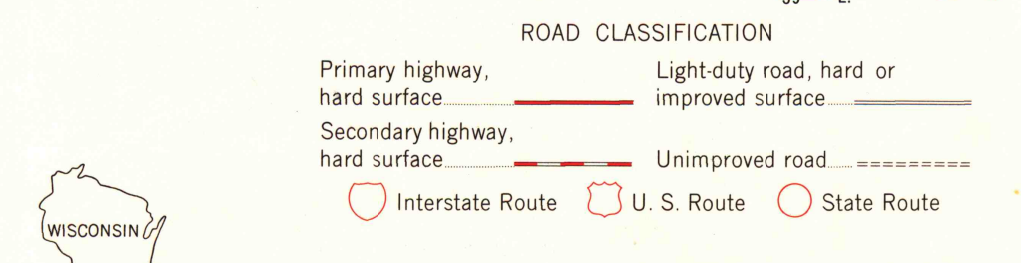 ROAD CLASSIFICATION
Primary highway,
hard surface
Light-duty road, hard or
improved surface
Secondary highway,
hard surface
Unimproved road
Interstate Route
U. S. Route
State Route
WISCONSIN